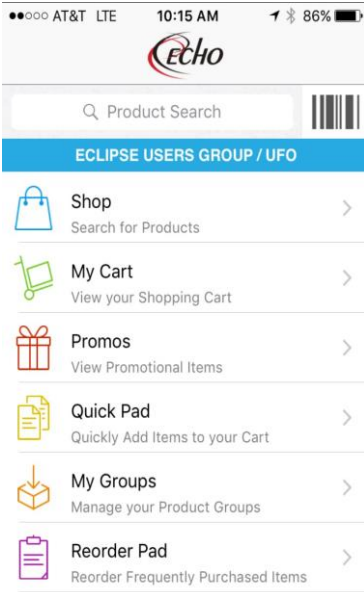 AT&T LTE 10:15 AM 86%
ECHO
Product Search
ECLIPSE USERS GROUP / UFO
Shop
Search for Products
My Cart
View your Shopping Cart
Promos
View Promotional Items
Quick Pad
Quickly Add Items to your Cart
My Groups
Manage your Product Groups
Reorder Pad
Reorder Frequently Purchased Items